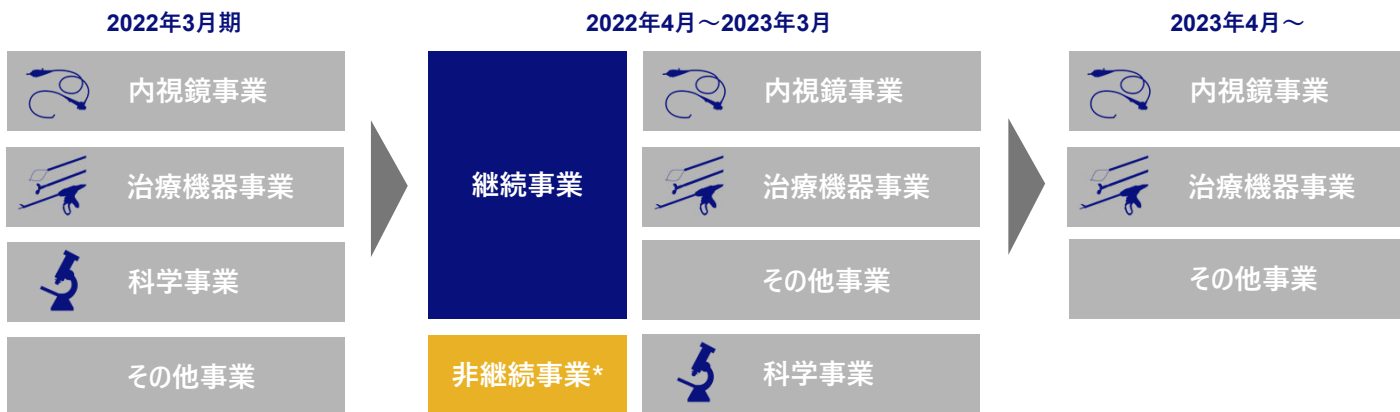 2022年3月期
内視鏡事業
治療機器事業
科学事業
その他事業
2022年4月～2023年3月
継続事業
非継続事業*
内視鏡事業
治療機器事業
その他事業
科学事業
2023年4月～
内視鏡事業
治療機器事業
その他事業